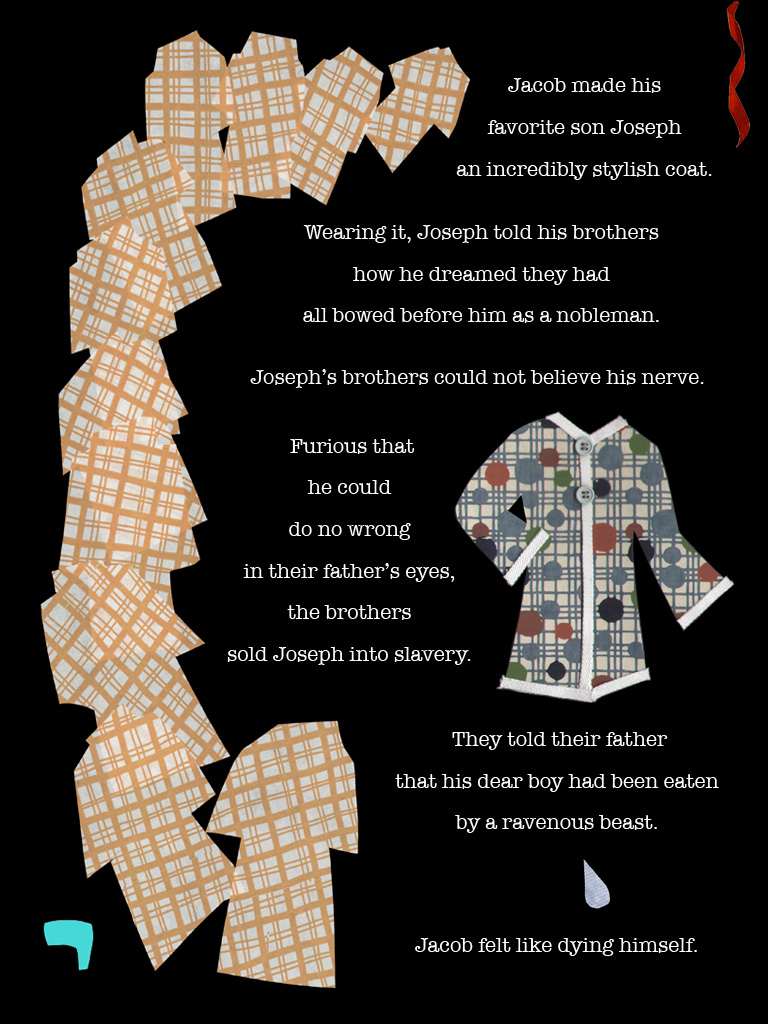 Jacob made his
favorite son Joseph
an incredibly stylish coat.
Wearing it, Joseph told his brothers
how he dreamed they had
all bowed before him as a nobleman.
Joseph’s brothers could not believe his nerve.
Furious that
he could
do no wrong
in their father’s eyes,
the brothers
sold Joseph into slavery.
They told their father
that his dear boy had been eaten
by a ravenous beast.
Jacob felt like dying himself.